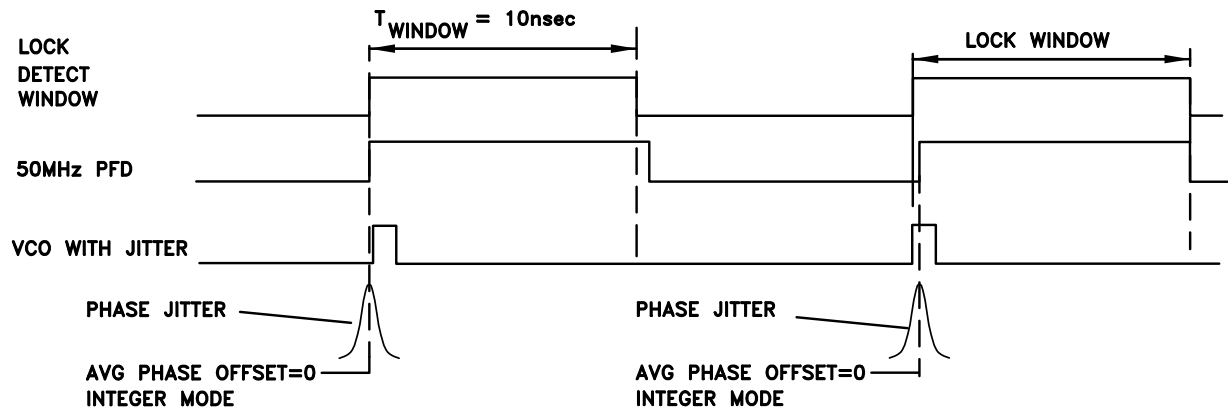 T WINDOW = 10nsec
LOCK
DETECT
WINDOW
LOCK WINDOW
50MHz PFD
VCO WITH JITTER
PHASE JITTER
AVG PHASE OFFSET=0
INTEGER MODE
PHASE JITTER
AVG PHASE OFFSET=0
INTEGER MODE